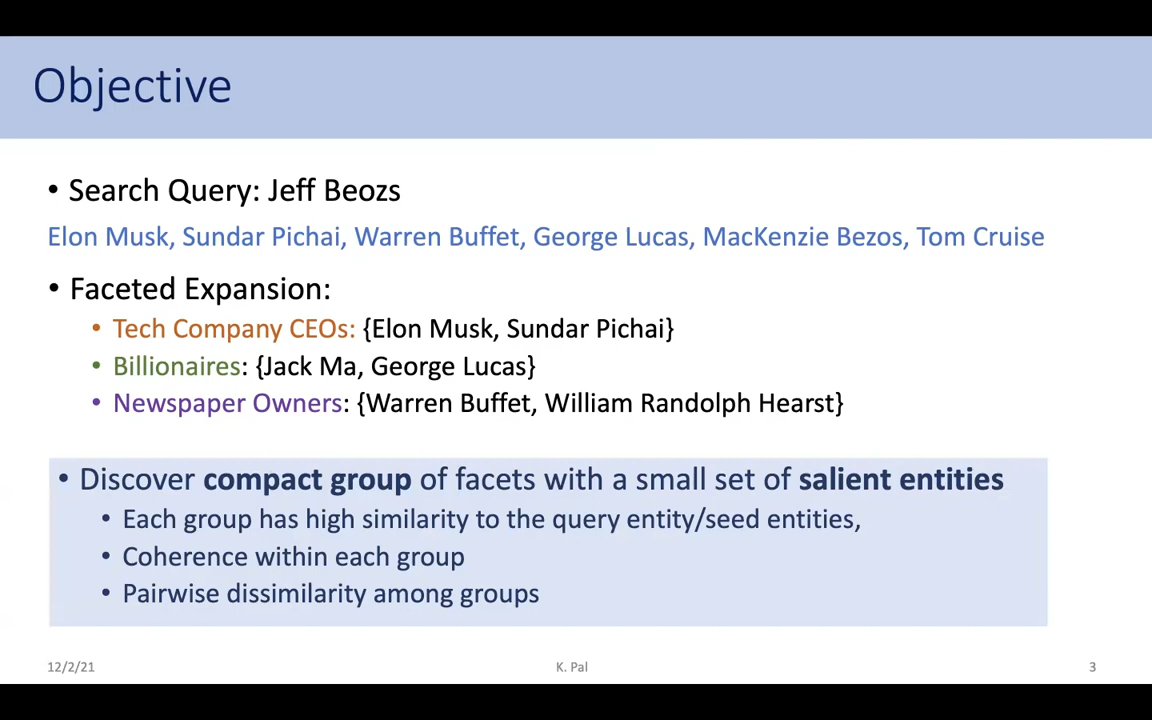 Objective
• Search Query: Jeff Beozs
Elon Musk, Sundar Pichai, Warren Buffet, George Lucas, MacKenzie Bezos, Tom Cruise
• Faceted Expansion:
• Tech Company CEOs: {Elon Musk, Sundar Pichai}
• Billionaires: {Jack Ma, George Lucas}
• Newspaper Owners: {Warren Buffet, William Randolph Hearst}
• Discover compact group of facets with a small set of salient entities
• Each group has high similarity to the query entity/seed entities,
• Coherence within each group
• Pairwise dissimilarity among groups
12/2/21
K. Pal
3